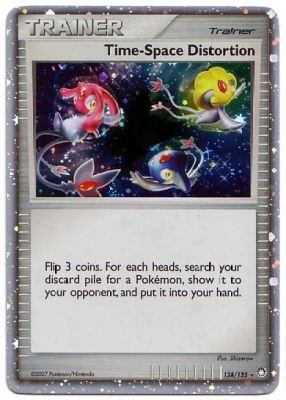 TRAINER
Trainer
Time-Space Distortion
Flip 3 coins. For each heads, search your
discard pile for a Pokémon, show it to
your opponent, and put it into your hand.
Illus. Shizurow
©2007 Pokémon/Nintendo
124/123